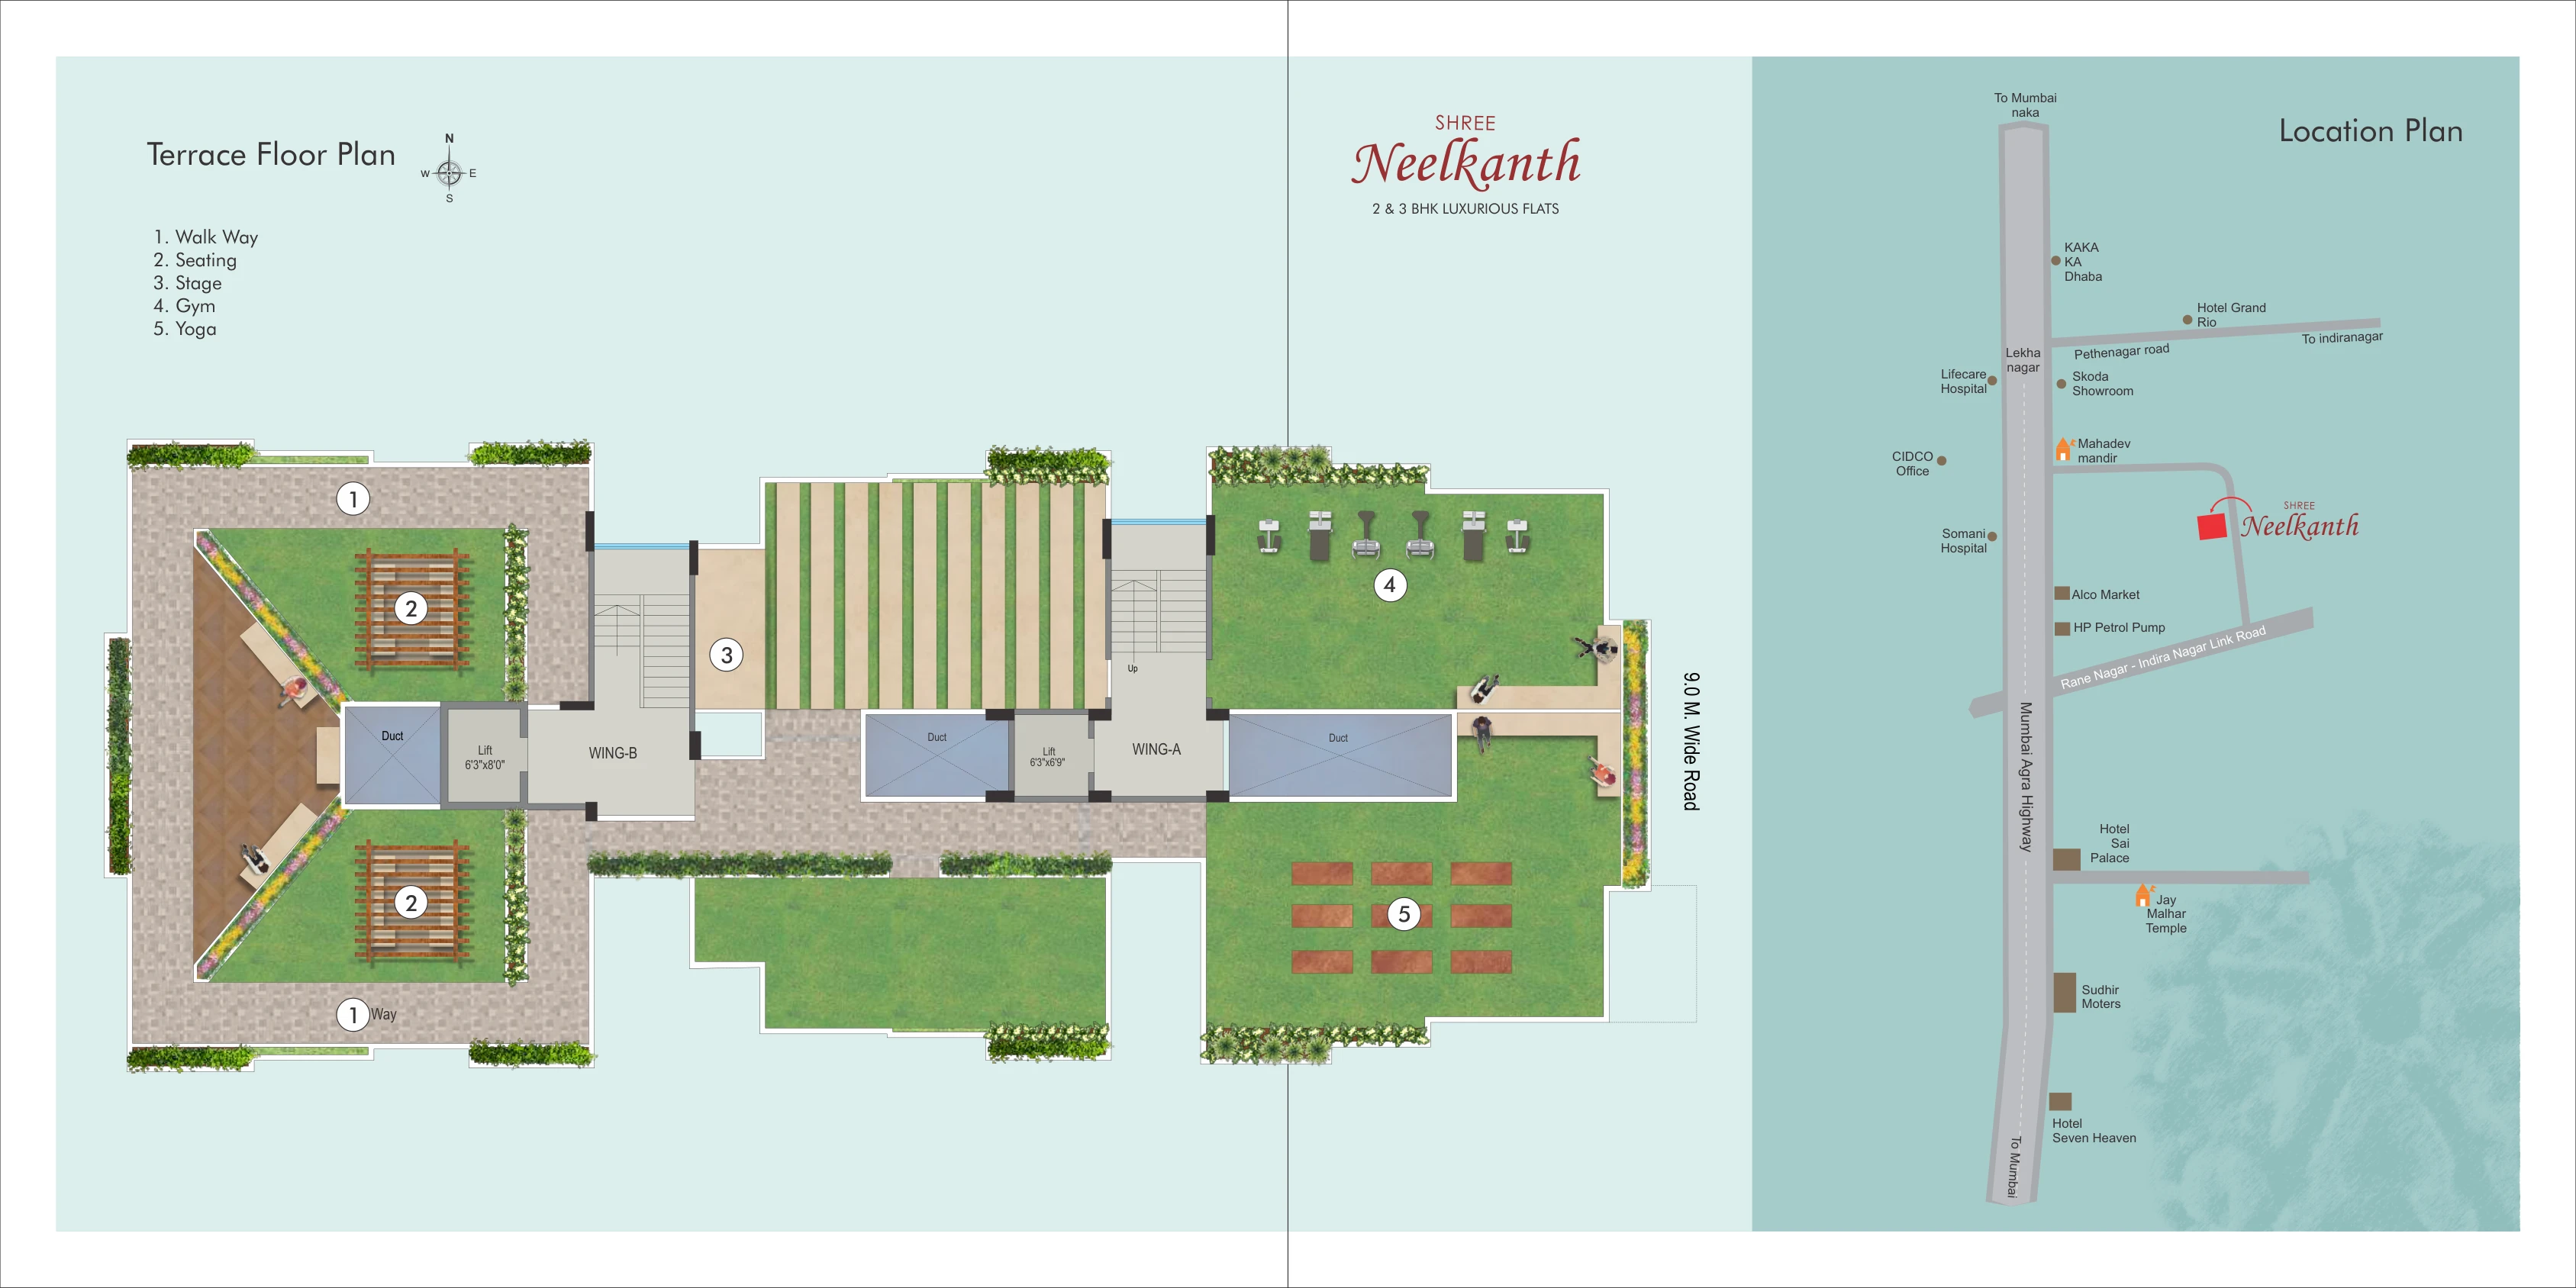 Terrace Floor Plan
N
W
E
S
1. Walk Way
2. Seating
3. Stage
4. Gym
5. Yoga
SHREE
Neelkanth
2 & 3 BHK LUXURIOUS FLATS
1
2
3
4
Up
Duct
Lift
6'3"x8'0"
WING-B
Duct
Lift
6'3"x6'9"
WING-A
Duct
9.0 M. Wide Road
2
5
1
Way
Location Plan
To Mumbai
naka
KAKA
KA
Dhaba
Hotel Grand
Rio
To indiranagar
Pethenagar road
Lekha
nagar
Lifecare
Hospital
Skoda
Showroom
Mahadev
mandir
CIDCO
Office
SHREE
Neelkanth
Somani
Hospital
Alco Market
HP Petrol Pump
Rane Nagar - Indira Nagar Link Road
Mumbai Agra Highway
Hotel
Sai
Palace
Jay
Malhar
Temple
Sudhir
Moters
Hotel
Seven Heaven
To Mumbai